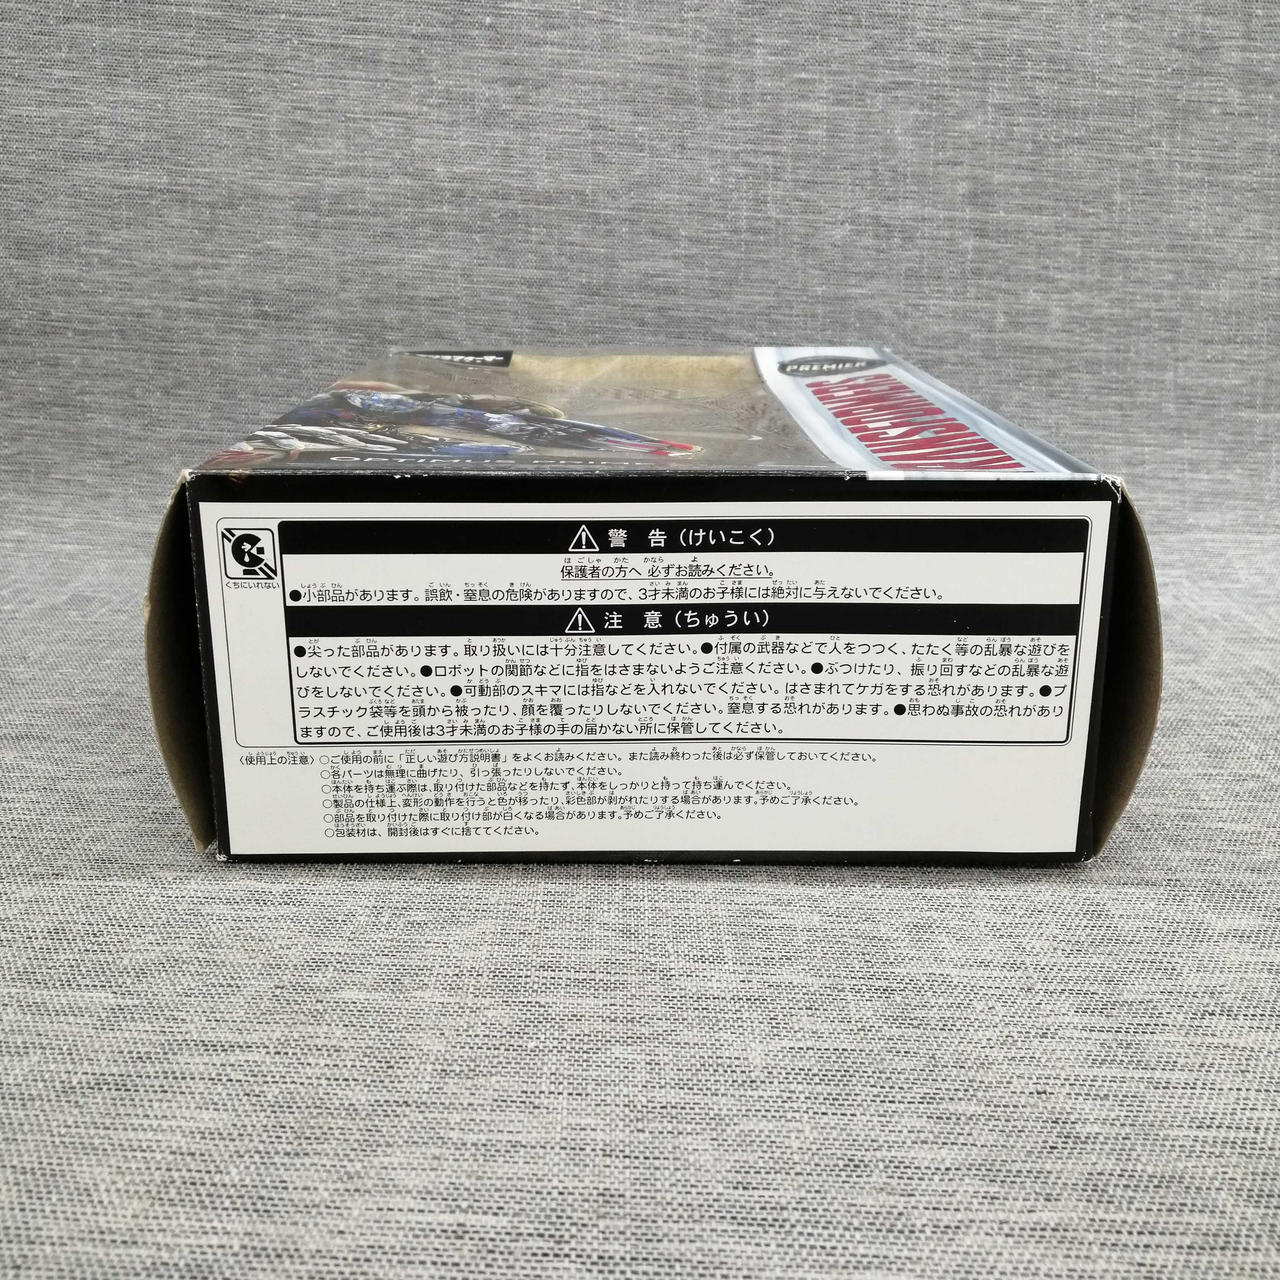 PREMIER
TRANSFORMERS
OPTIMUS PRIME
くちにいれない
警 告（けいこく）
保護者の方へ 必ずお読みください。
●小部品があります。誤飲・窒息の危険がありますので、3才未満のお子様には絶対に与えないでください。
注 意（ちゅうい）
●尖った部品があります。取り扱いには十分注意してください。●付属の武器などで人をつつく、たたく等の乱暴な遊びを
しないでください。●ロボットの関節などに指をはさまないようご注意ください。●ぶつけたり、振り回すなどの乱暴な遊
びをしないでください。●可動部のスキマには指などを入れないでください。はさまれてケガをする恐れがあります。●プ
ラスチック袋等を頭から被ったり、顔を覆ったりしないでください。窒息する恐れがあります。●思わぬ事故の恐れがあり
ますので、ご使用後は3才未満のお子様の手の届かない所に保管してください。
〈使用上の注意〉○ご使用の前に「正しい遊び方説明書」をよくお読みください。また読み終わった後は必ず保管しておいてください。
○各パーツは無理に曲げたり、引っ張ったりしないでください。
○本体を持ち運ぶ際は、取り付けた部品などを持たず、本体をしっかりと持って持ち運んでください。
○製品の仕様上、変形の動作を行うと色が移ったり、彩色部が剥がれたりする場合があります。予めご了承ください。
○部品を取り付けた際に取り付け部が白くなる場合があります。予めご了承ください。
○包装材は、開封後はすぐに捨ててください。